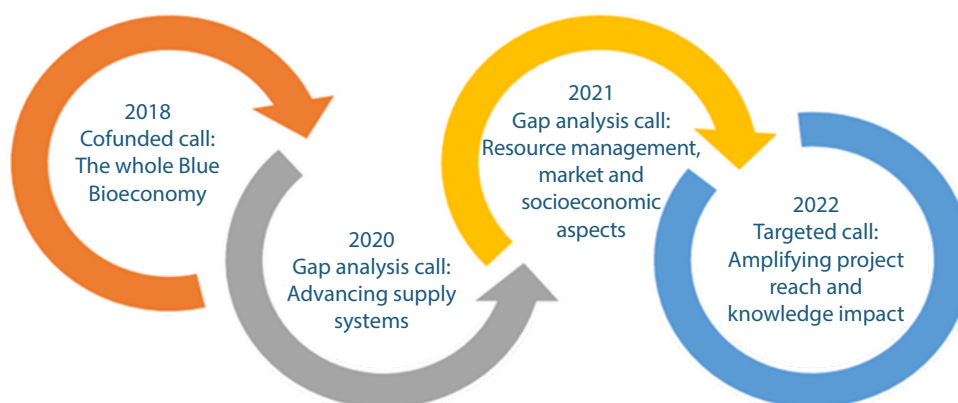 2018
Cofunded call:
The whole Blue
Bioeconomy
2020
Gap analysis call:
Advancing supply
systems
2021
Gap analysis call:
Resource management,
market and
socioeconomic
aspects
2022
Targeted call:
Amplifying project
reach and
knowledge impact